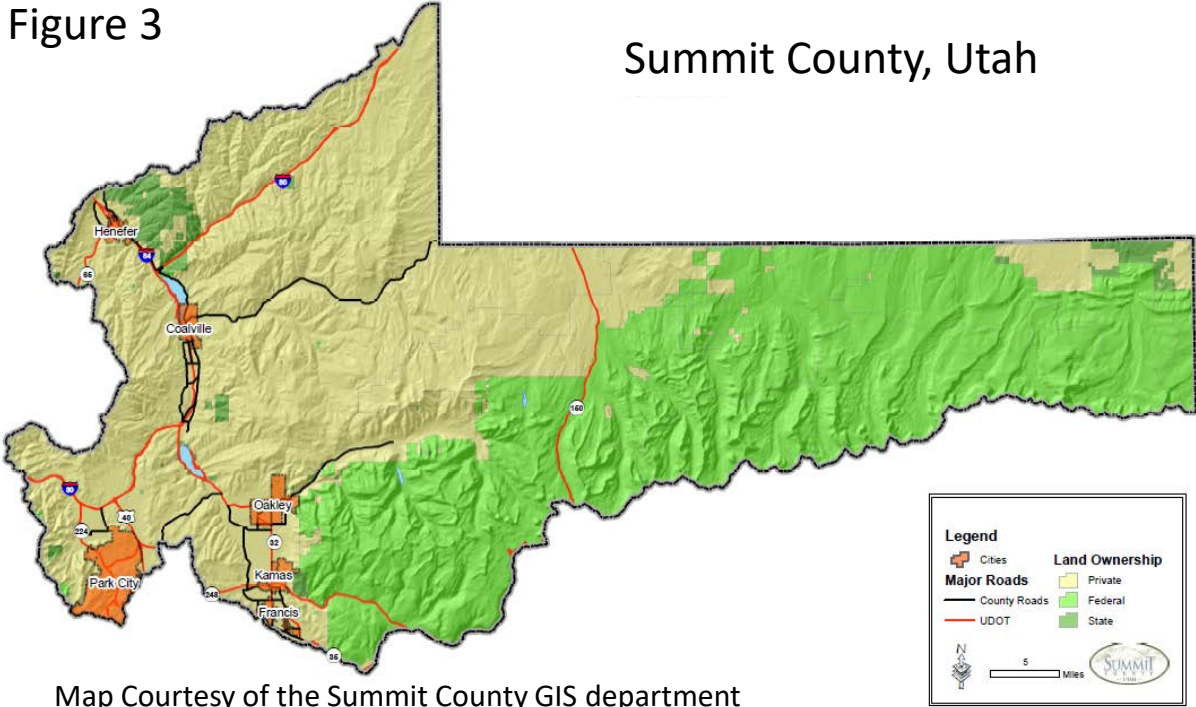 Figure 3
Summit County, Utah
80
Henefer
84
65
Coalville
150
80
Oakley
40
224
32
Park City
Kamas
248
Francis
35
Legend
Cities
Land Ownership
Major Roads
Private
County Roads
Federal
UDOT
State
N
5
Miles
SUMMIT
COUNTY
Map Courtesy of the Summit County GIS department